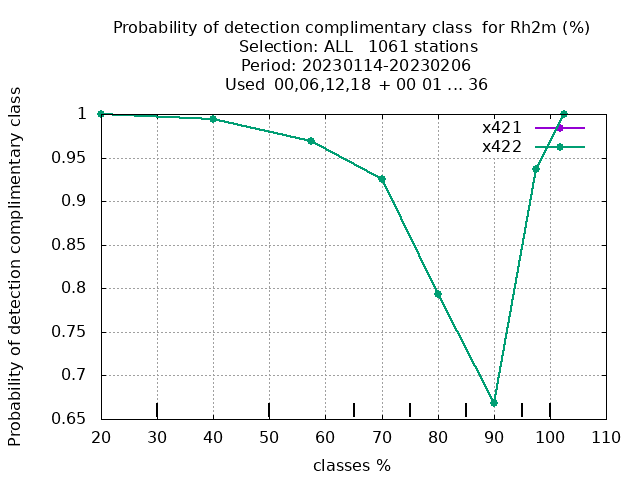 Probability of detection complimentary class  for Rh2m (%)
Selection: ALL   1061 stations
Period: 20230114-20230206
Used  00,06,12,18 + 00 01 ... 36
Probability of detection complimentary class
1
0.95
0.9
0.85
0.8
0.75
0.7
0.65
x421
x422
20 30 40 50 60 70 80 90 100 110
classes %